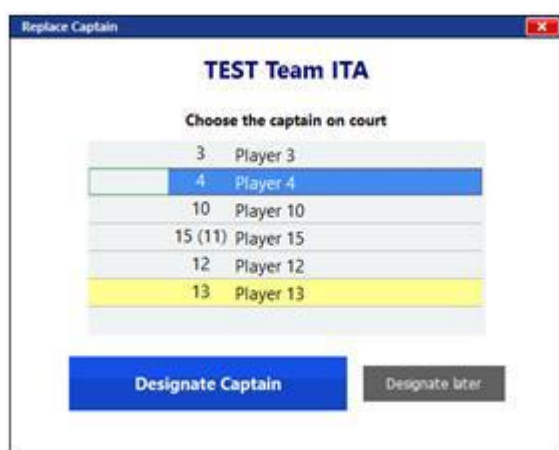 Replace Captain
TEST Team ITA
Choose the captain on court
3 Player 3
4 Player 4
10 Player 10
15 (11) Player 15
12 Player 12
13 Player 13
Designate Captain Designate later